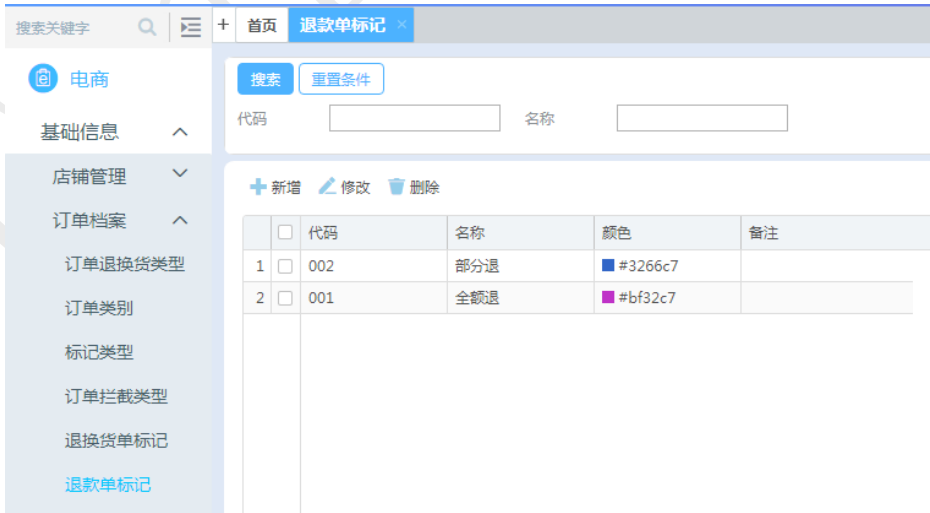 搜索关键字
+ 首页 退款单标记 ×
电商
基础信息
店铺管理
订单档案
订单退换货类型
订单类别
标记类型
订单拦截类型
退换货单标记
退款单标记
搜索 重置条件
代码 名称
新增 修改 删除
代码 名称 颜色 备注
1 002 部分退 #3266c7
2 001 全额退 #bf32c7